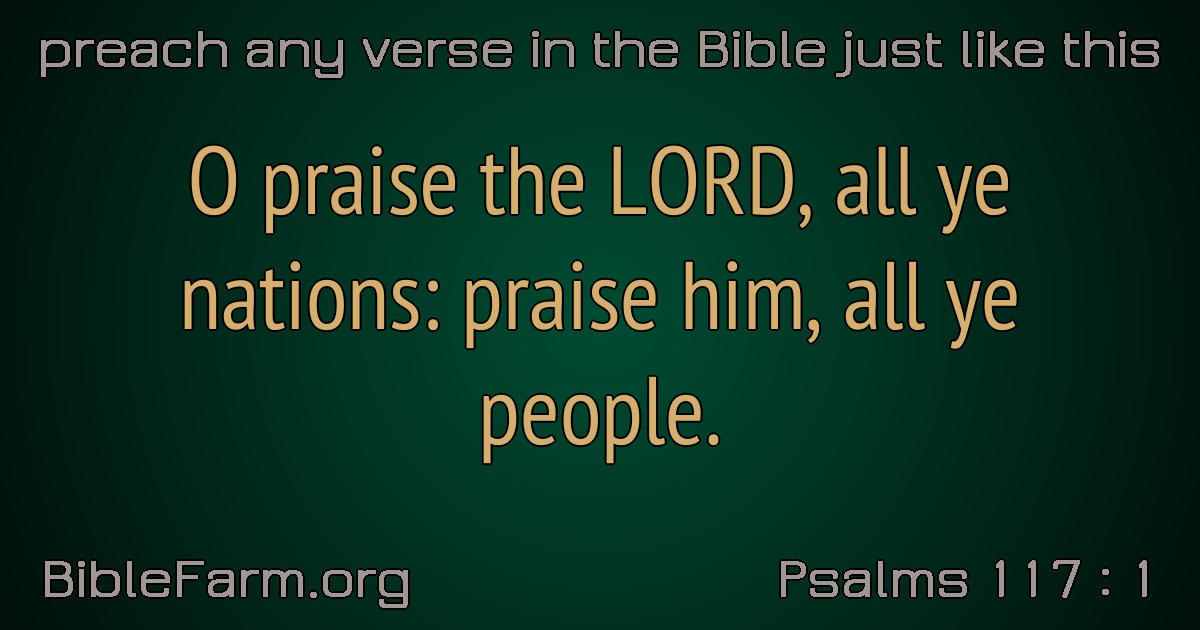 preach any verse in the Bible just like this
O praise the LORD, all ye
nations: praise him, all ye
people.
BibleFarm.org
Psalms 117 : 1